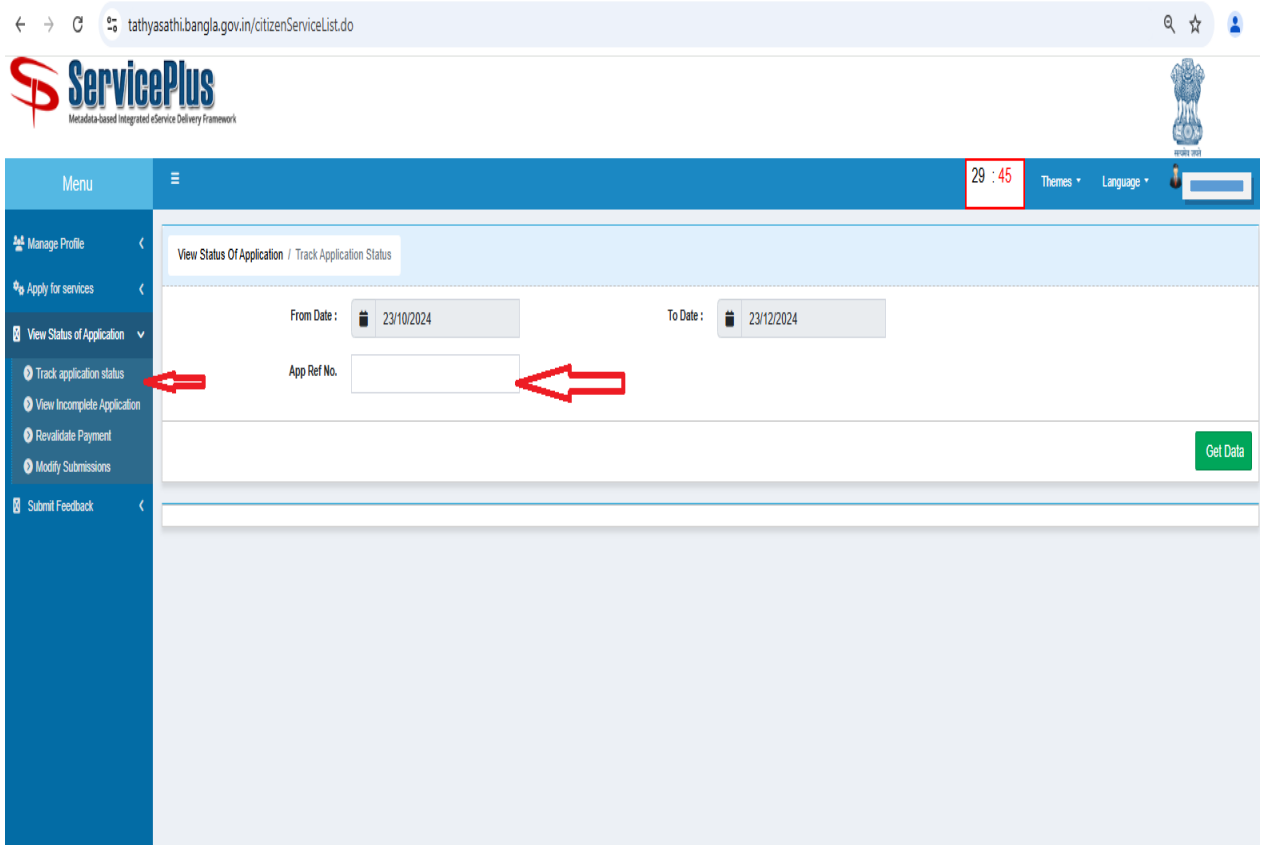 tathyasathi.bangla.gov.in/citizenServiceList.do
ServicePlus
Metadata-based Integrated eService Delivery Framework
सत्यमेव जयते
Menu
29 : 45
Themes
Language
Manage Profile
Apply for services
View Status of Application
Track application status
View Incomplete Application
Revalidate Payment
Modify Submissions
Submit Feedback
View Status Of Application / Track Application Status
From Date :
23/10/2024
To Date :
23/12/2024
App Ref No.
Get Data